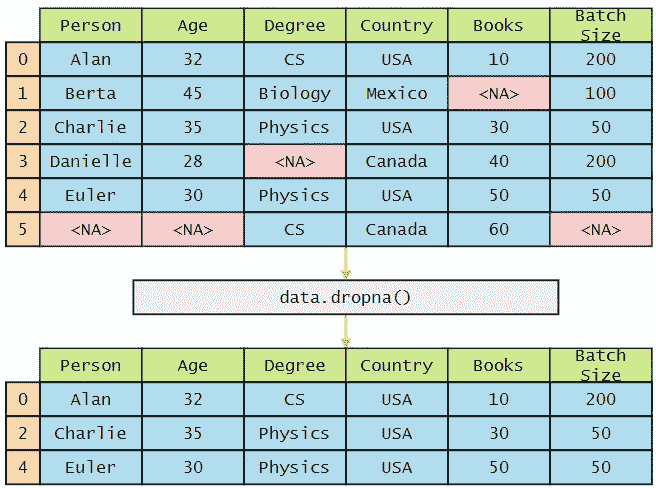 Person Age Degree Country Books Batch Size
0 Alan 32 CS USA 10 200
1 Berta 45 Biology Mexico <NA> 100
2 Charlie 35 Physics USA 30 50
3 Danielle 28 <NA> Canada 40 200
4 Euler 30 Physics USA 50 50
5 <NA> <NA> CS Canada 60 <NA>
data.dropna()
Person Age Degree Country Books Batch Size
0 Alan 32 CS USA 10 200
2 Charlie 35 Physics USA 30 50
4 Euler 30 Physics USA 50 50